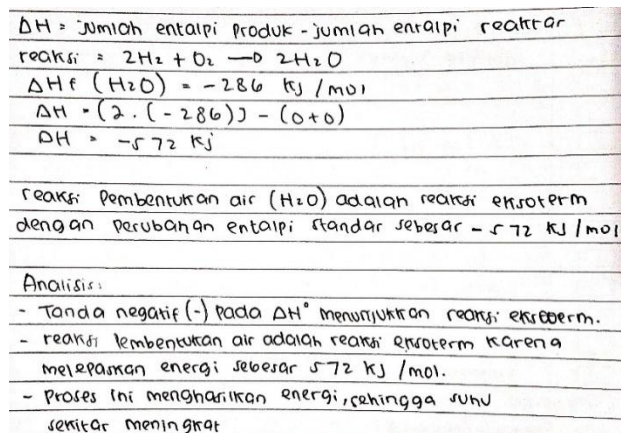 ΔH = jumlah entalpi produk - jumlah entalpi reaktar
reaksi = 2H2 + O2 → 2H2O
ΔHf (H2O) = -286 kj /mol
ΔH = (2 . (-286)) - (0+0)
ΔH = -572 kj
reaksi Pembentukan air (H2O) adalah reaksi eksoterm
dengan perubahan entalpi standar sebesar - 572 KJ /mol
Analisis:
- Tanda negatif (-) pada ΔH° menunjukkan reaksi eksoterm.
- reaksi Pembentukan air adalah reaksi eksoterm karena
melepaskan energi sebesar 572 kj /mol.
- Proses ini menghasilkan energi, sehingga suhu
sekitar meningkat